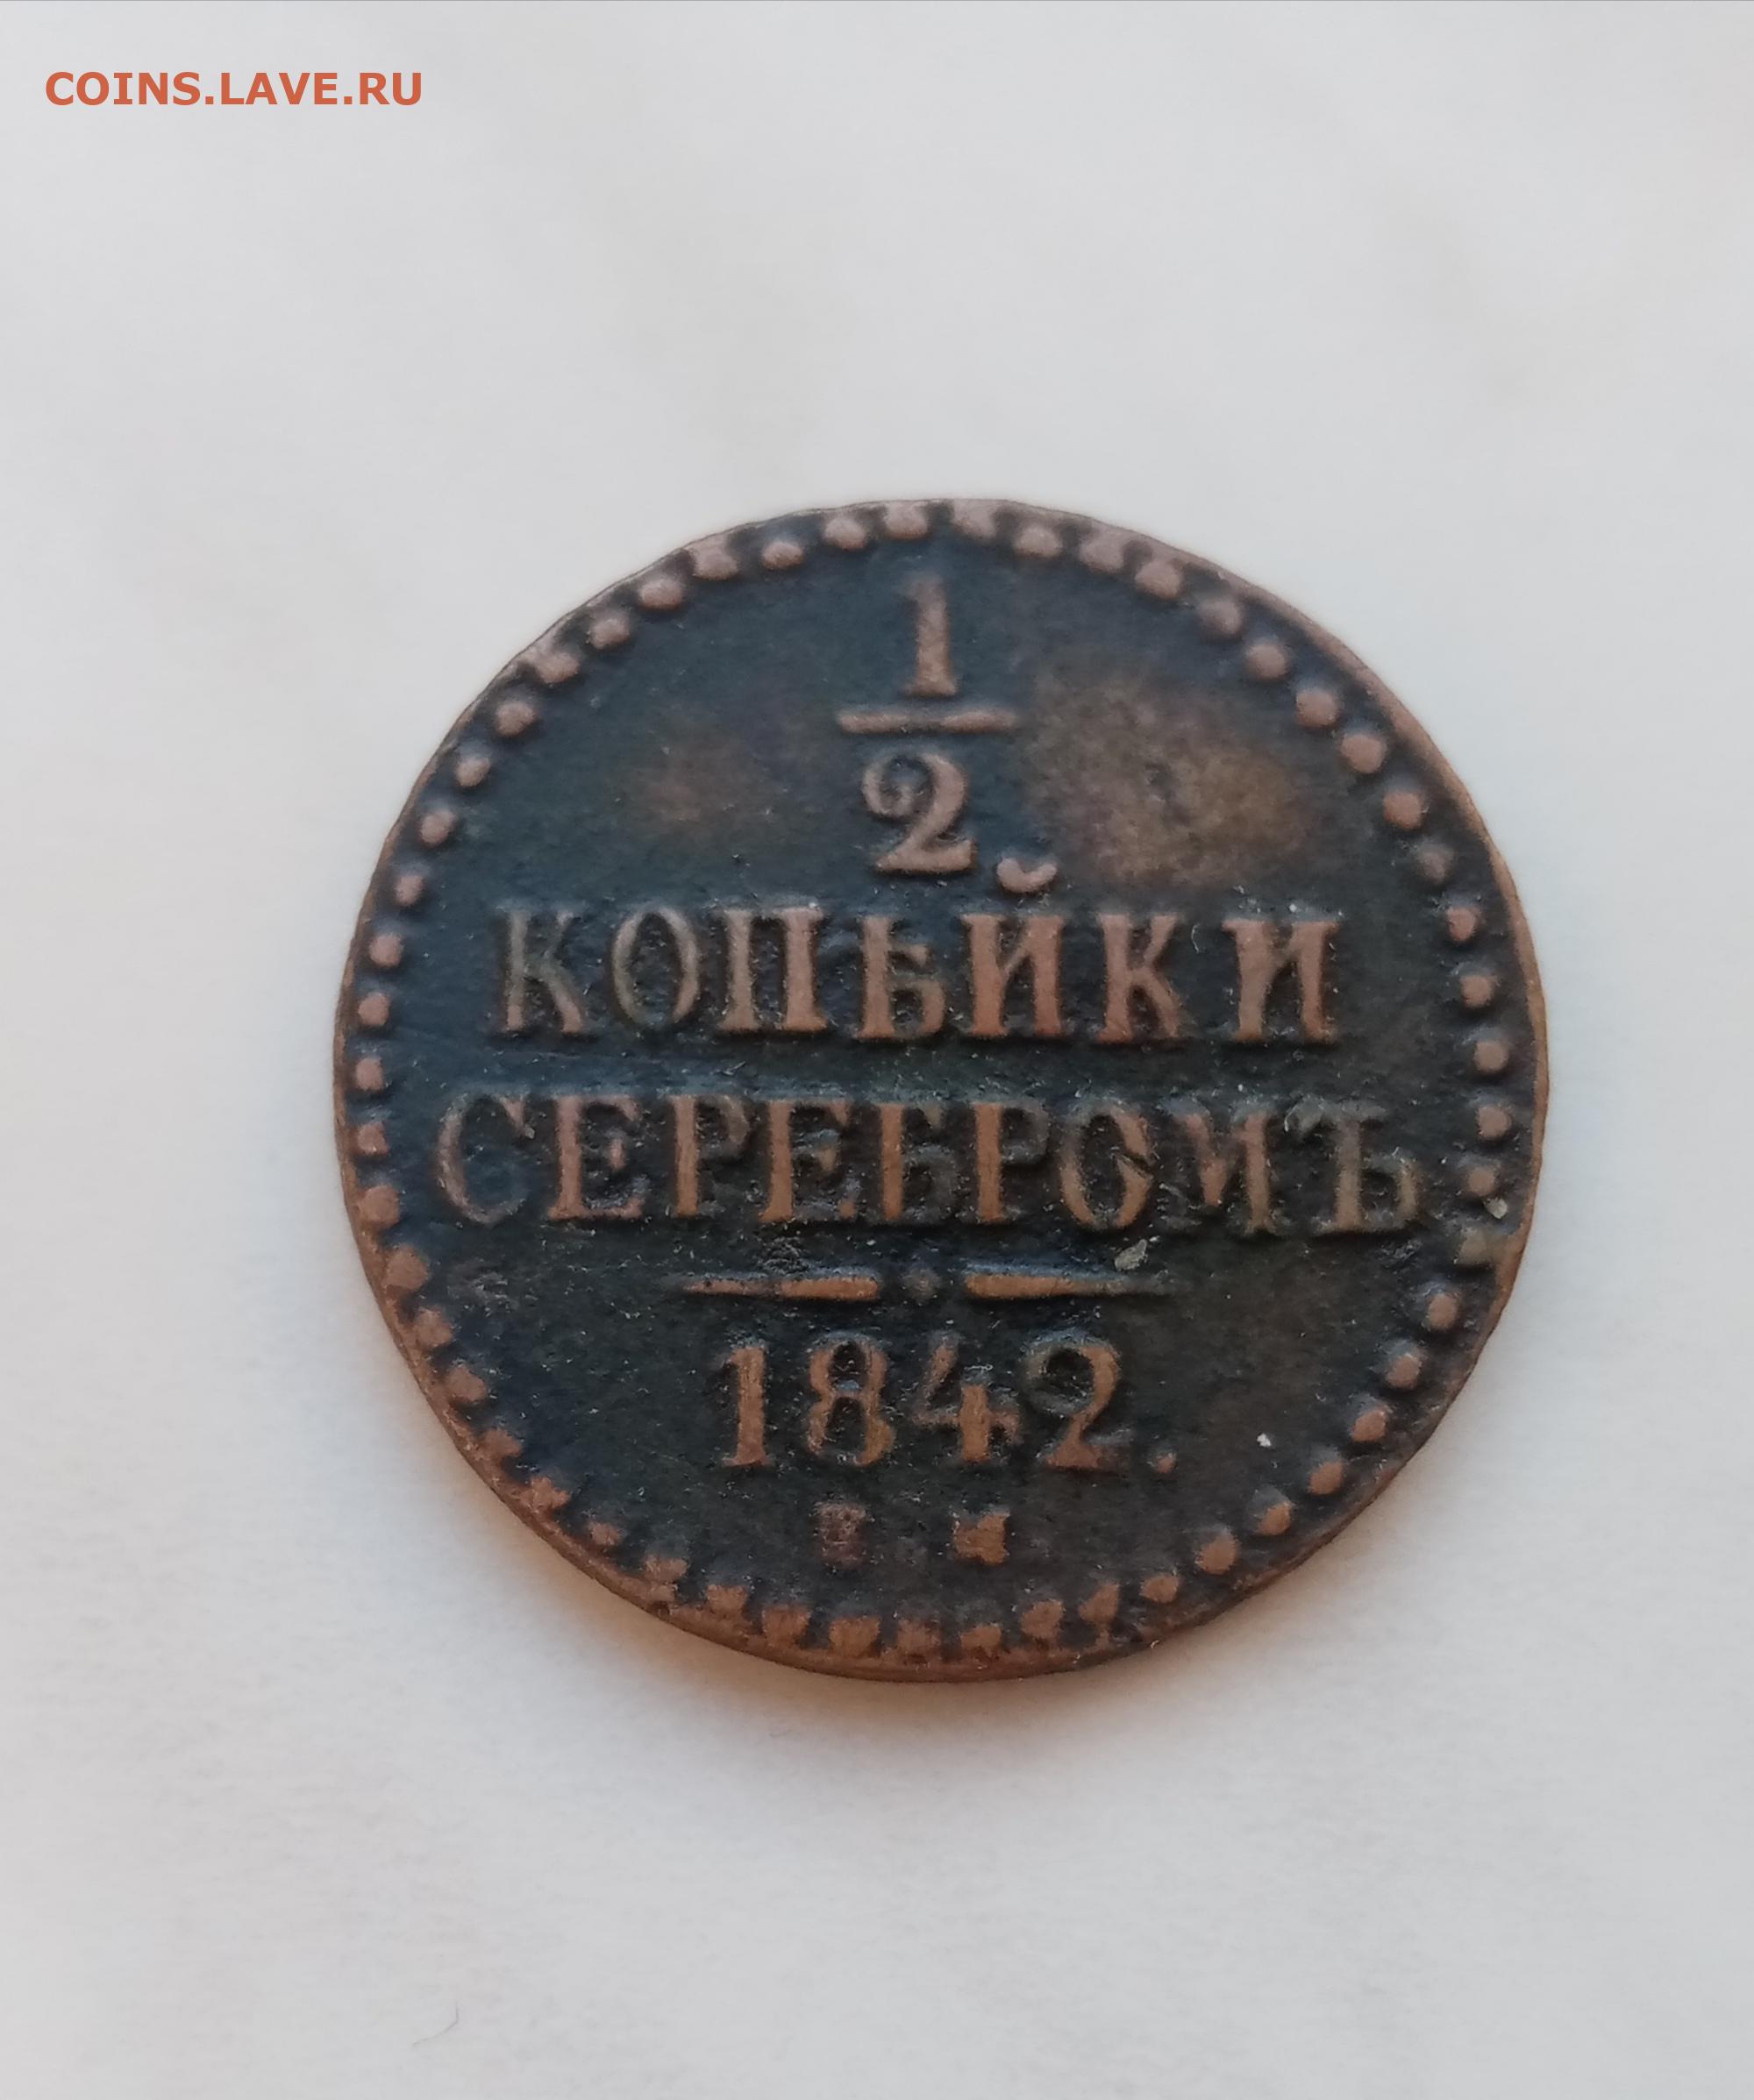 COINS.LAVE.RU
1
2
КОПѢЙКИ
СЕРЕБРОМЪ
1842.